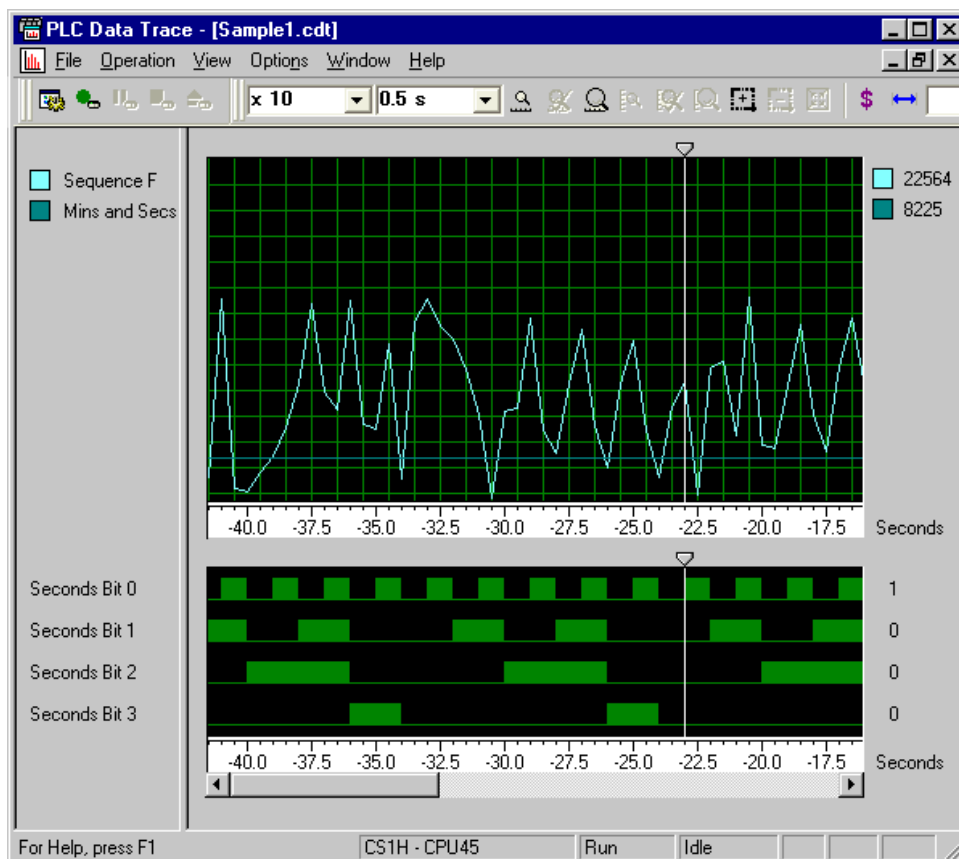 PLC Data Trace - [Sample1.cdt]
File Operation View Options Window Help
x 10 0.5 s
Sequence F 22564
Mins and Secs 8225
-40.0 -37.5 -35.0 -32.5 -30.0 -27.5 -25.0 -22.5 -20.0 -17.5 Seconds
Seconds Bit 0 1
Seconds Bit 1 0
Seconds Bit 2 0
Seconds Bit 3 0
-40.0 -37.5 -35.0 -32.5 -30.0 -27.5 -25.0 -22.5 -20.0 -17.5 Seconds
For Help, press F1 CS1H - CPU45 Run Idle